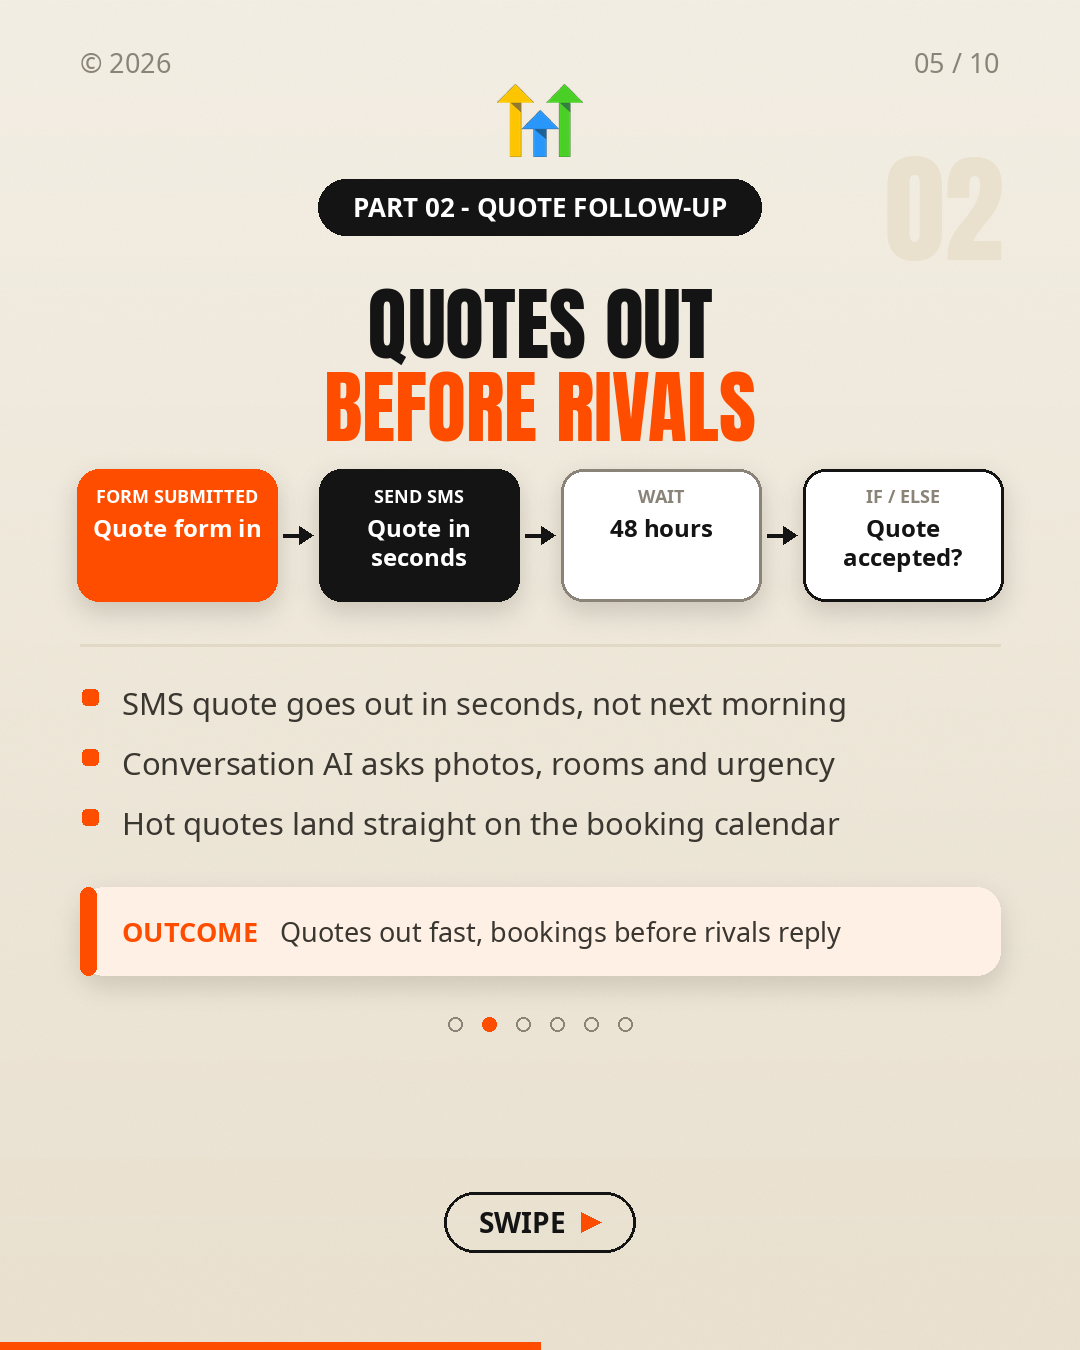 © 2026
05 / 10
PART 02 - QUOTE FOLLOW-UP
02
QUOTES OUT
BEFORE RIVALS
FORM SUBMITTED
Quote form in
SEND SMS
Quote in
seconds
WAIT
48 hours
IF / ELSE
Quote
accepted?
SMS quote goes out in seconds, not next morning
Conversation AI asks photos, rooms and urgency
Hot quotes land straight on the booking calendar
OUTCOME Quotes out fast, bookings before rivals reply
SWIPE